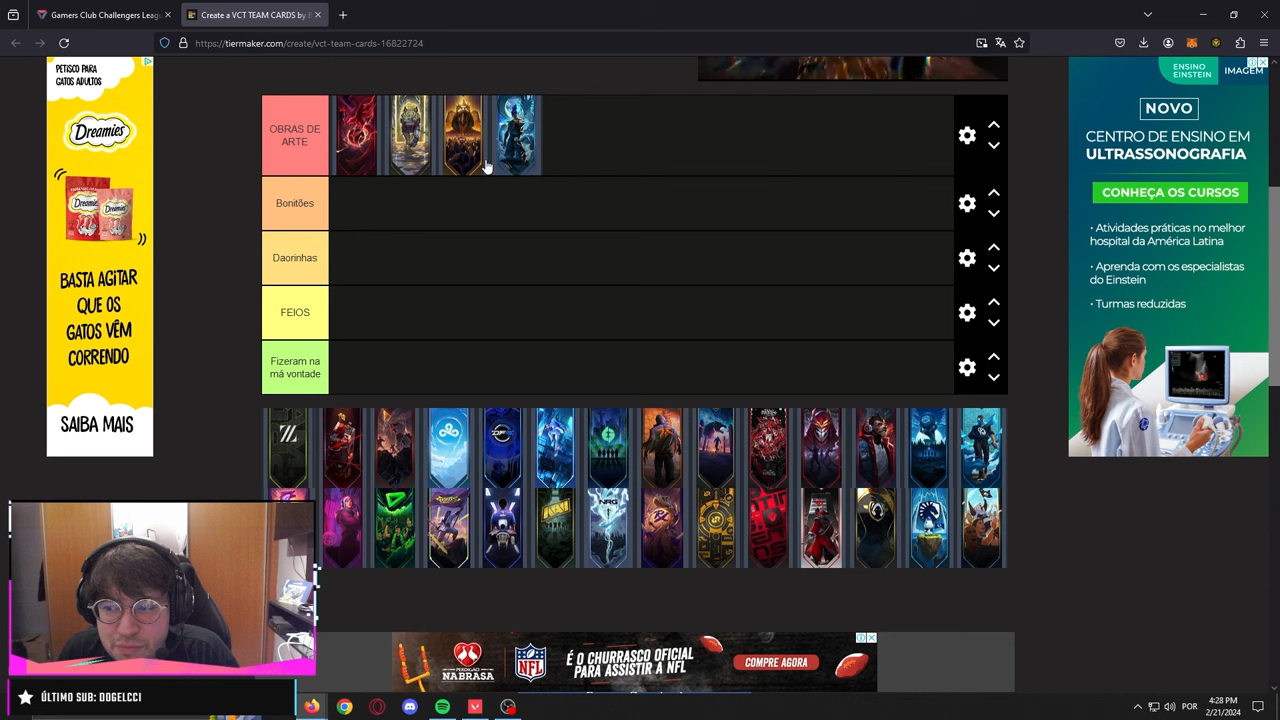 Gamers Club Challengers Leag
Create a VCT TEAM CARDS by
https://tiermaker.com/create/vct-team-cards-16822724
PETISCO PARA
GATOS ADULTOS
Dreamies
Dreamies
Dreamies
BASTA AGITAR
QUE OS
GATOS VÊM
CORRENDO
SAIBA MAIS
OBRAS DE
ARTE
Bonitões
Daorinhas
FEIOS
Fizeram na
má vontade
NRG
ENSINO
EINSTEIN
IMAGEM
NOVO
CENTRO DE ENSINO EM
ULTRASSONOGRAFIA
CONHEÇA OS CURSOS
• Atividades práticas no melhor
hospital da América Latina
• Aprenda com os especialistas
do Einstein
• Turmas reduzidas
PERDIGÃO
NABRASA
NFL
É O CHURRASCO OFICIAL
PARA ASSISTIR A NFL
COMPRE AGORA
ÚLTIMO SUB: DOGELCCI
POR
4:28 PM
2/21/2024